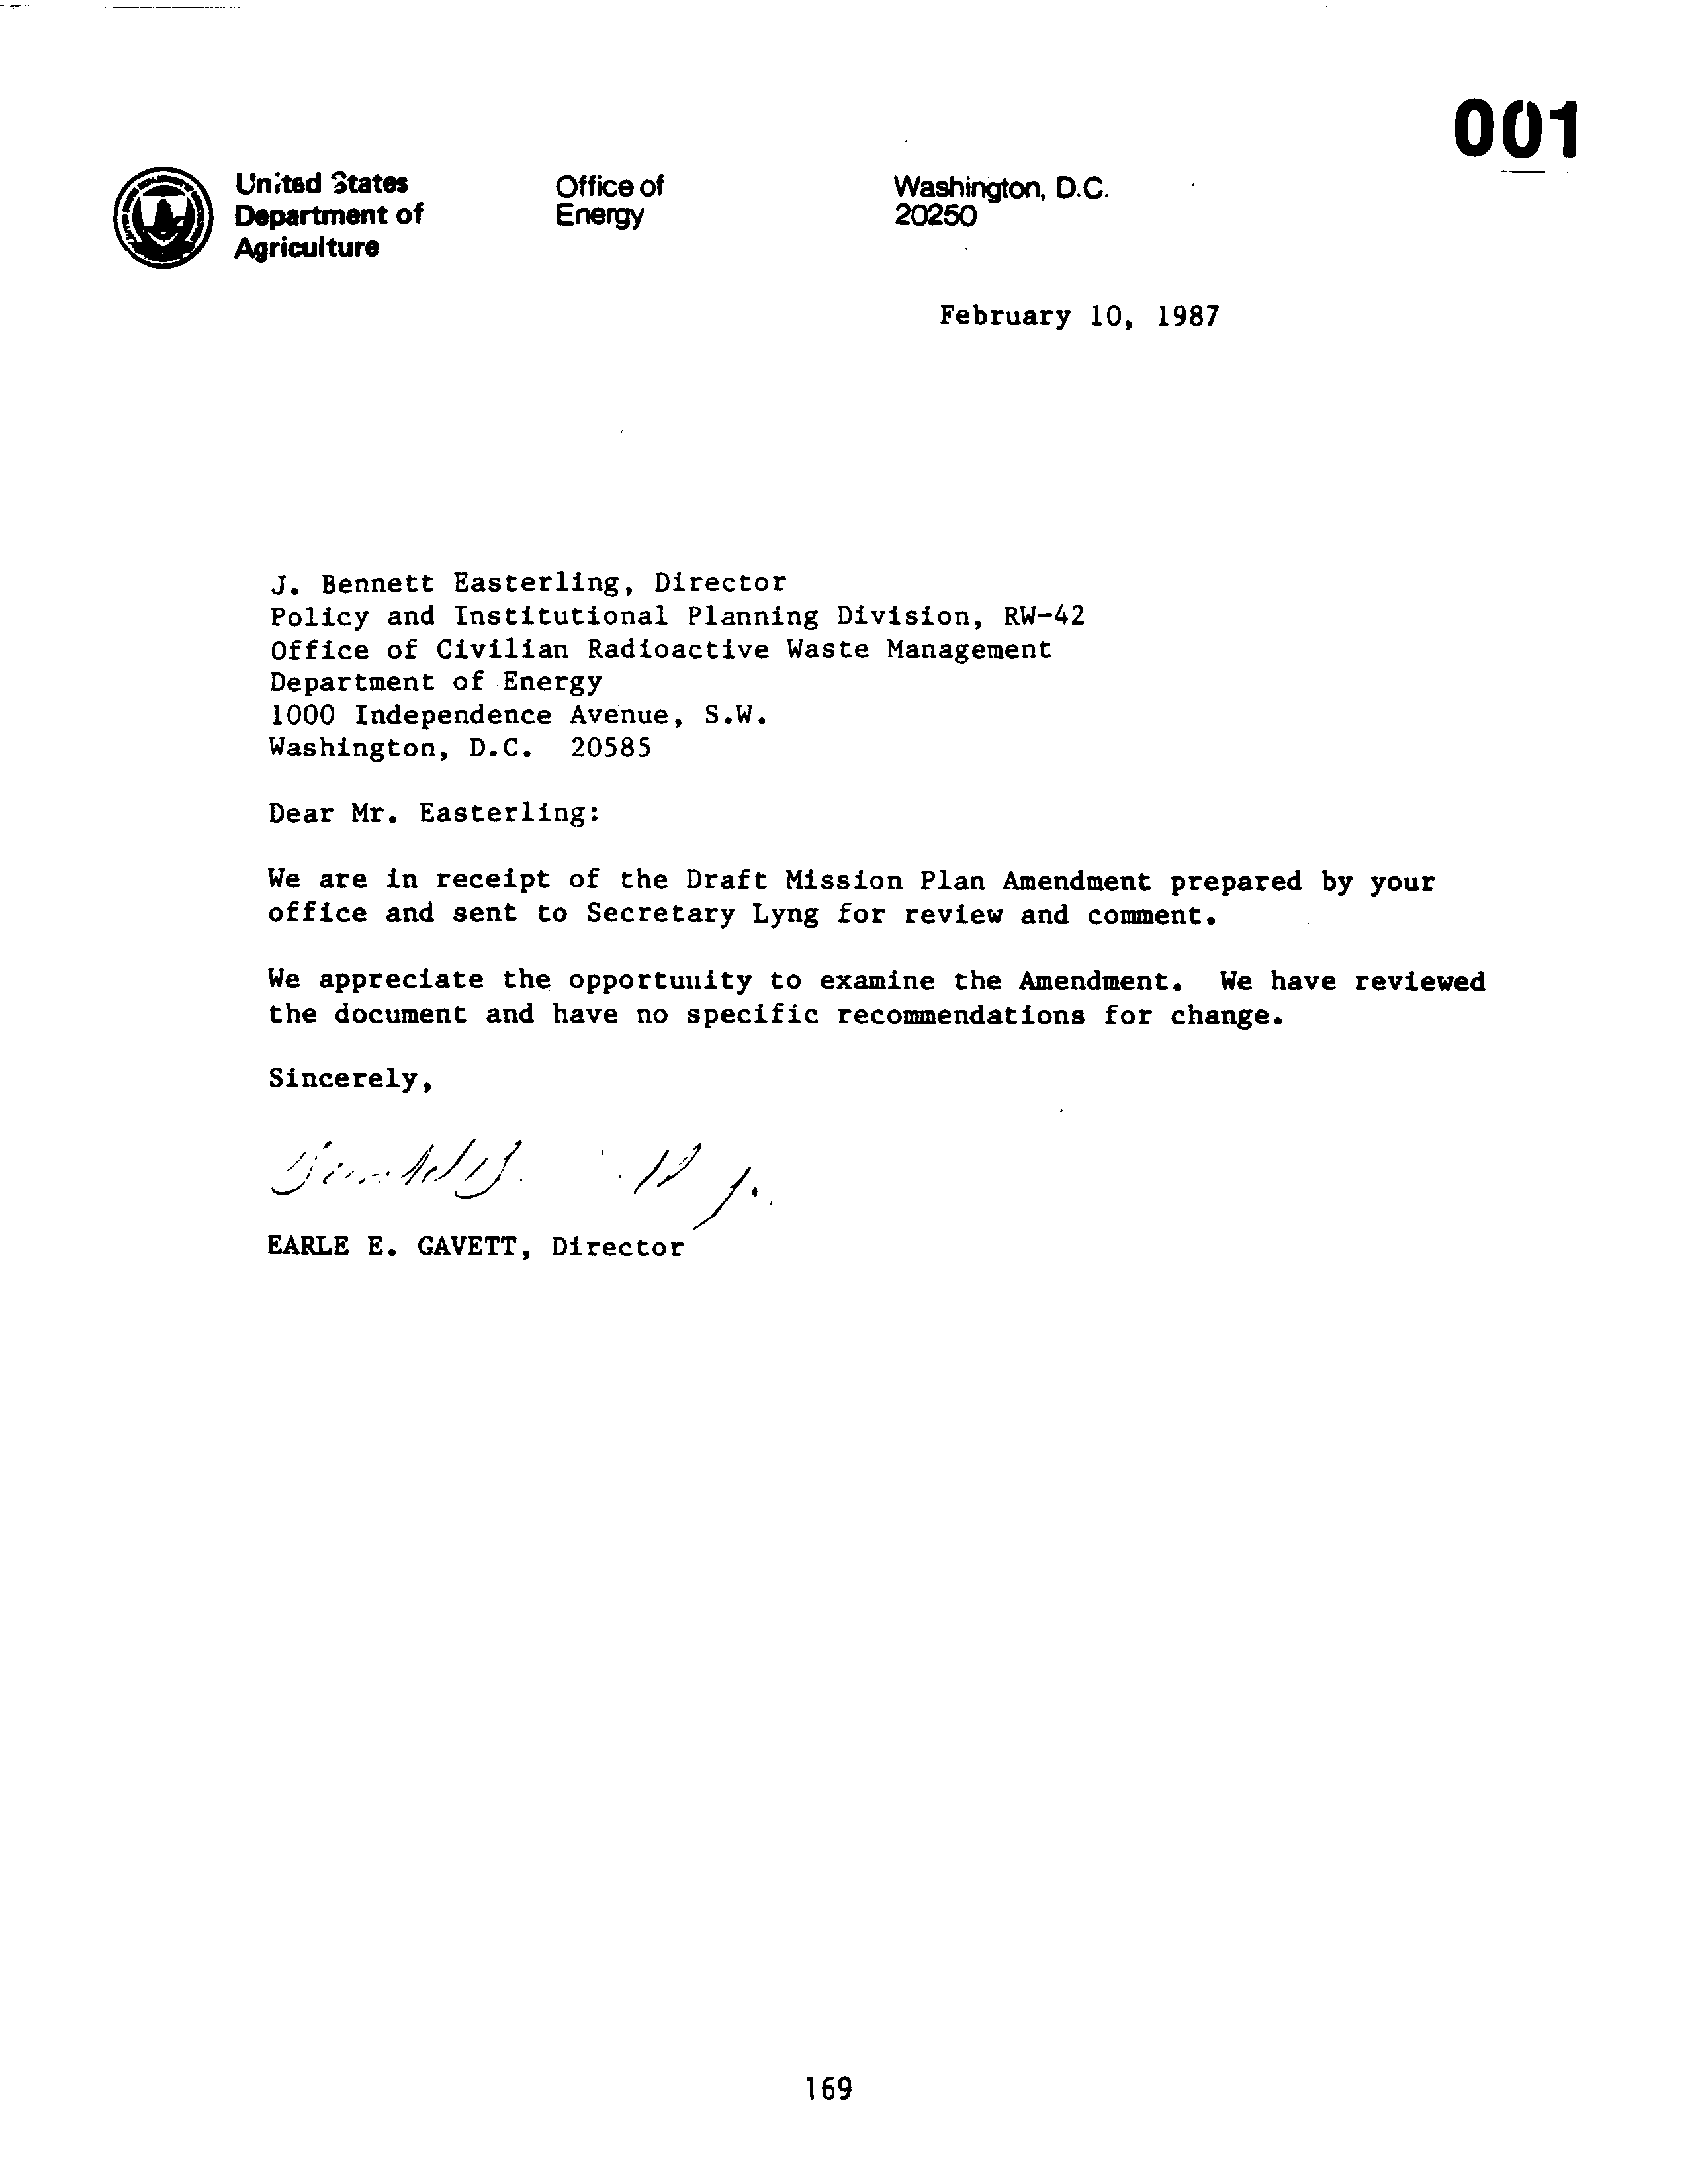 001
United States
Department of
Agriculture
Office of
Energy
Washington, D.C.
20250
February 10, 1987
J. Bennett Easterling, Director
Policy and Institutional Planning Division, RW-42
Office of Civilian Radioactive Waste Management
Department of Energy
1000 Independence Avenue, S.W.
Washington, D.C. 20585
Dear Mr. Easterling:
We are in receipt of the Draft Mission Plan Amendment prepared by your
office and sent to Secretary Lyng for review and comment.
We appreciate the opportunity to examine the Amendment. We have reviewed
the document and have no specific recommendations for change.
Sincerely,
EARLE E. GAVETT, Director
169